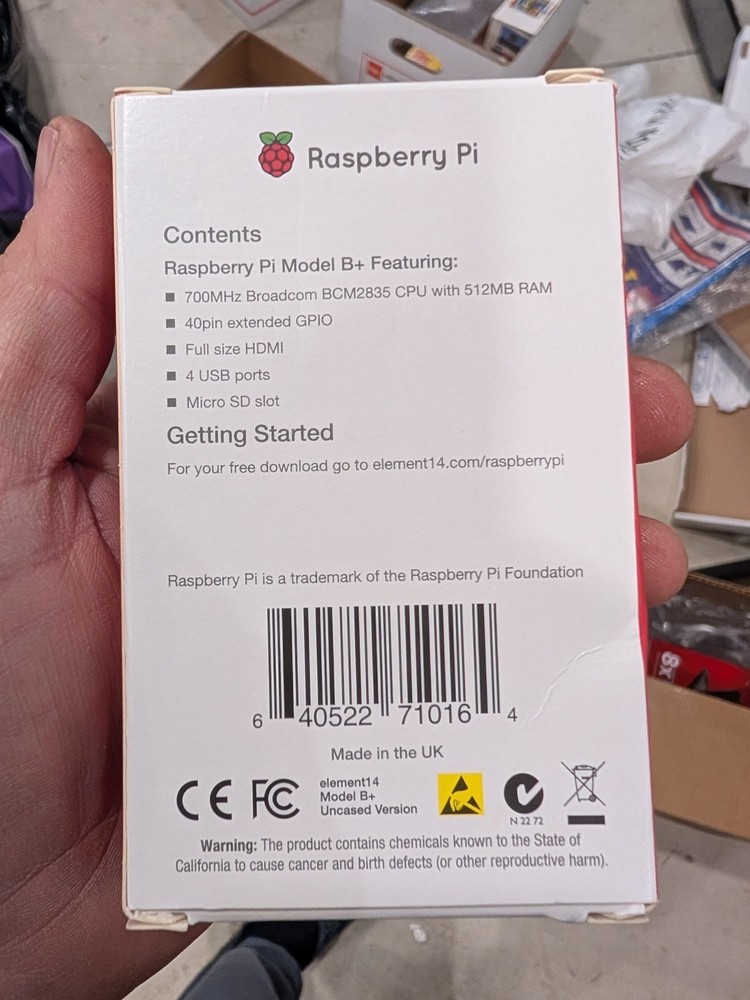 Raspberry Pi
Contents
Raspberry Pi Model B+ Featuring:
■ 700MHz Broadcom BCM2835 CPU with 512MB RAM
■ 40pin extended GPIO
■ Full size HDMI
■ 4 USB ports
■ Micro SD slot
Getting Started
For your free download go to element14.com/raspberrypi
Raspberry Pi is a trademark of the Raspberry Pi Foundation
6 40522 71016 4
Made in the UK
CE FC
element14
Model B+
Uncased Version
N 22 72
Warning: The product contains chemicals known to the State of
California to cause cancer and birth defects (or other reproductive harm).
8x